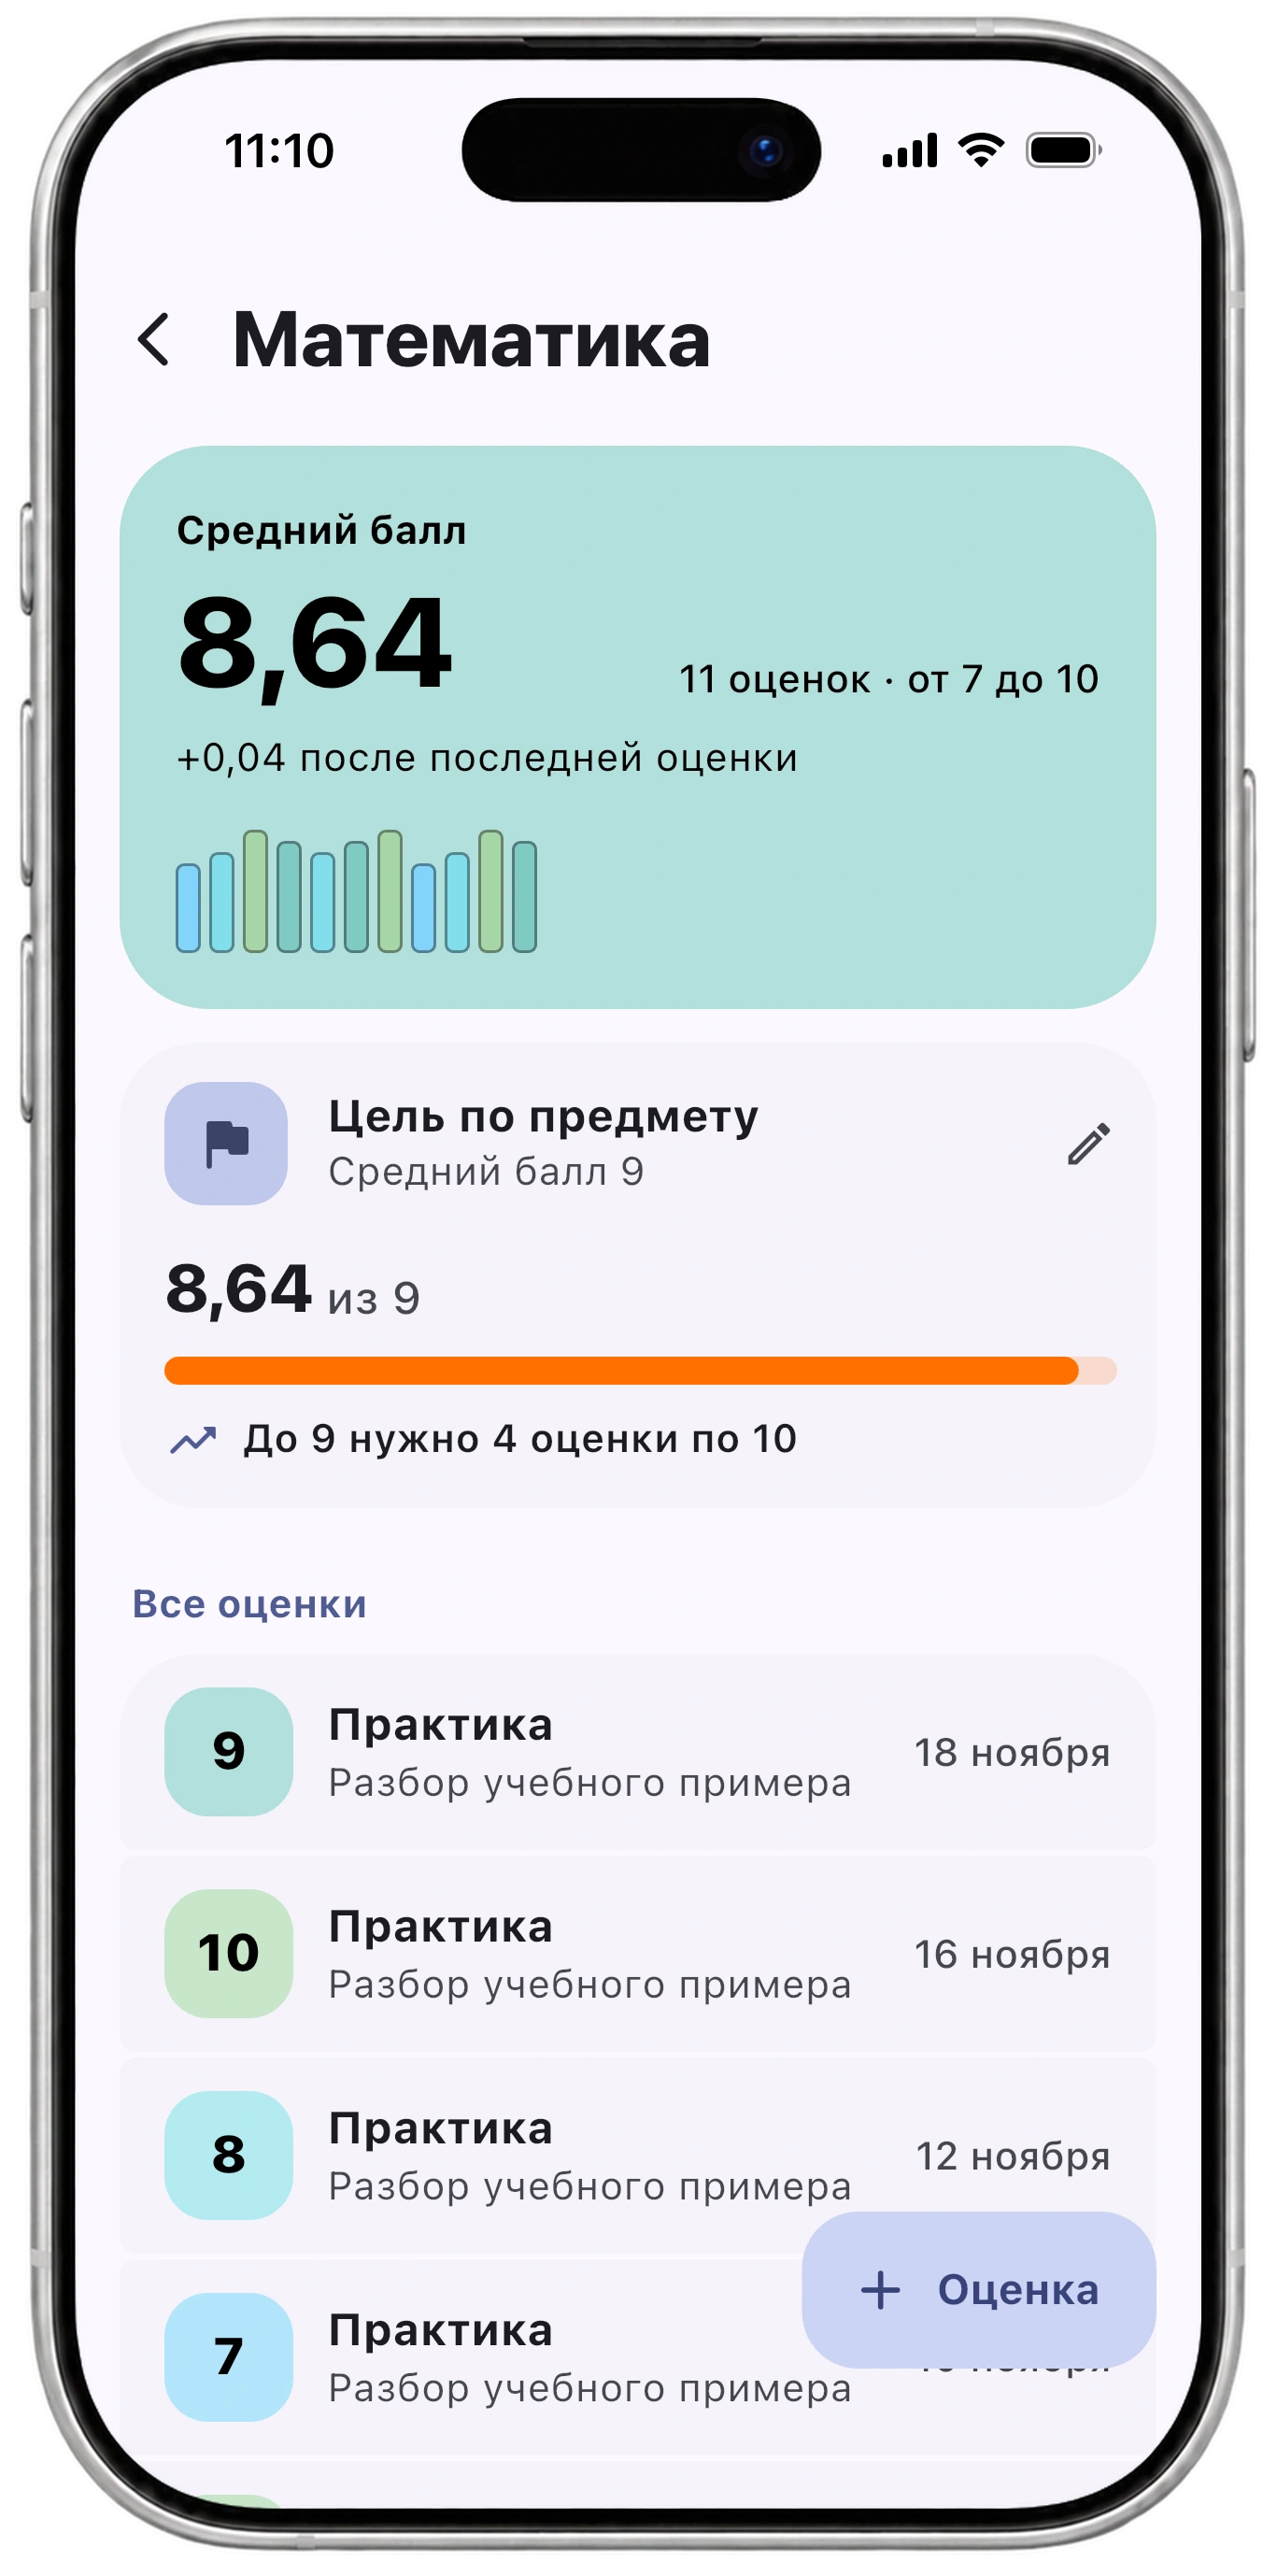 11:10
Математика
Средний балл
8,64
11 оценок · от 7 до 10
+0,04 после последней оценки
Цель по предмету
Средний балл 9
8,64 из 9
До 9 нужно 4 оценки по 10
Все оценки
9
Практика
Разбор учебного примера
18 ноября
10
Практика
Разбор учебного примера
16 ноября
8
Практика
Разбор учебного примера
12 ноября
7
Практика
Разбор учебного примера
Оценка